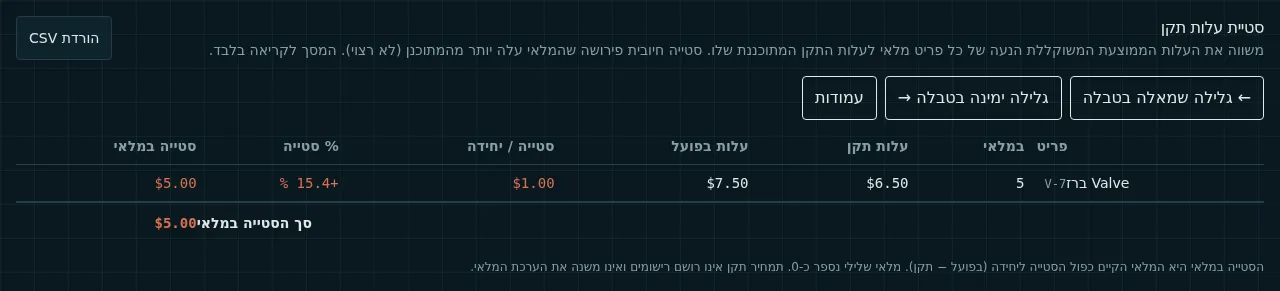 סטיית עלות תקן
הורדת CSV
משווה את העלות הממוצעת המשוקללת הנעה של כל פריט מלאי לעלות התקן המתוכננת שלו. סטייה חיובית פירושה שהמלאי עלה יותר מהמתוכנן (לא רצוי). המסך לקריאה בלבד.
← גלילה שמאלה בטבלה
גלילה ימינה בטבלה →
עמודות
פריט במלאי עלות תקן עלות בפועל סטייה / יחידה % סטייה סטייה במלאי
Valve ברז V-7 5 $6.50 $7.50 $1.00 +15.4 % $5.00
סך הסטייה במלאי $5.00
הסטייה במלאי היא המלאי הקיים כפול הסטייה ליחידה (בפועל − תקן). מלאי שלילי נספר כ-0. תמחיר תקן אינו רושם רישומים ואינו משנה את הערכת המלאי.